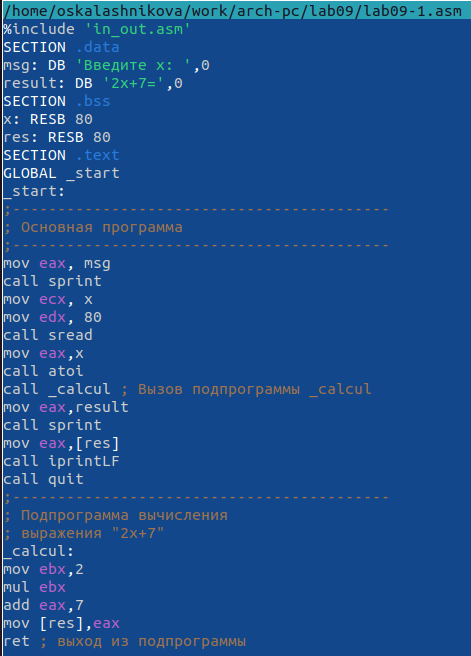 /home/oskalashnikova/work/arch-pc/lab09/lab09-1.asm
%include 'in_out.asm'
SECTION .data
msg: DB 'Введите x: ',0
result: DB '2x+7=',0
SECTION .bss
x: RESB 80
res: RESB 80
SECTION .text
GLOBAL _start
_start:
;------------------------------------------
; Основная программа
;------------------------------------------
mov eax, msg
call sprint
mov ecx, x
mov edx, 80
call sread
mov eax,x
call atoi
call _calcul ; Вызов подпрограммы _calcul
mov eax,result
call sprint
mov eax,[res]
call iprintLF
call quit
;------------------------------------------
; Подпрограмма вычисления
; выражения "2x+7"
_calcul:
mov ebx,2
mul ebx
add eax,7
mov [res],eax
ret ; выход из подпрограммы